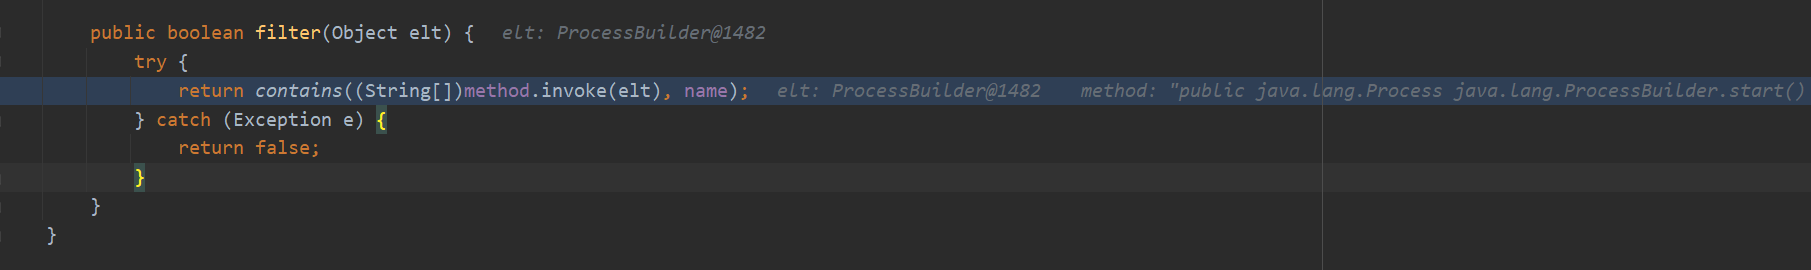 public boolean filter(Object elt) {   elt: ProcessBuilder@1482
try {
return contains((String[])method.invoke(elt), name);   elt: ProcessBuilder@1482   method: "public java.lang.Process java.lang.ProcessBuilder.start()
} catch (Exception e) {
return false;
}
}
}